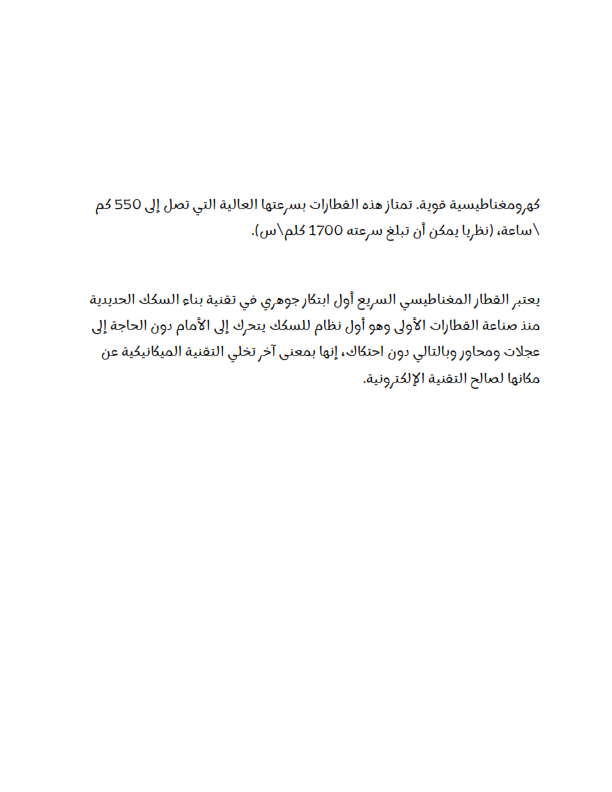 كهرومغناطيسية قوية. تمتاز هذه القطارات بسرعتها العالية التي تصل إلى 550 كم
\ساعة، (نظريا يمكن أن تبلغ سرعته 1700 كلم\س).
يعتبر القطار المغناطيسي السريع أول ابتكار جوهري في تقنية بناء السكك الحديدية
منذ صناعة القطارات الأولى وهو أول نظام للسكك يتحرك إلى الأمام دون الحاجة إلى
عجلات ومحاور وبالتالي دون احتكاك، إنها بمعنى آخر تخلي التقنية الميكانيكية عن
مكانها لصالح التقنية الإلكترونية.